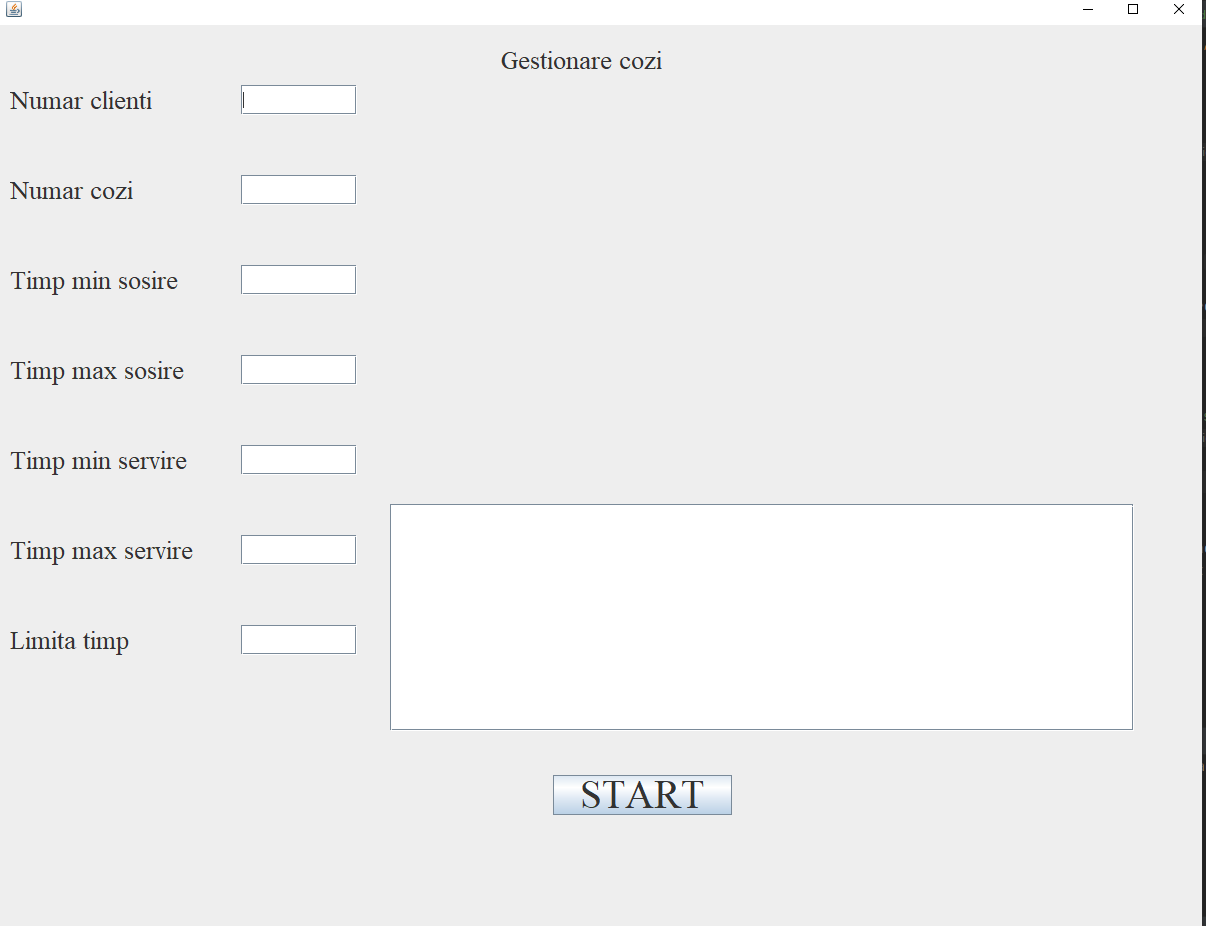 Gestionare cozi
Numar clienti
Numar cozi
Timp min sosire
Timp max sosire
Timp min servire
Timp max servire
Limita timp
START